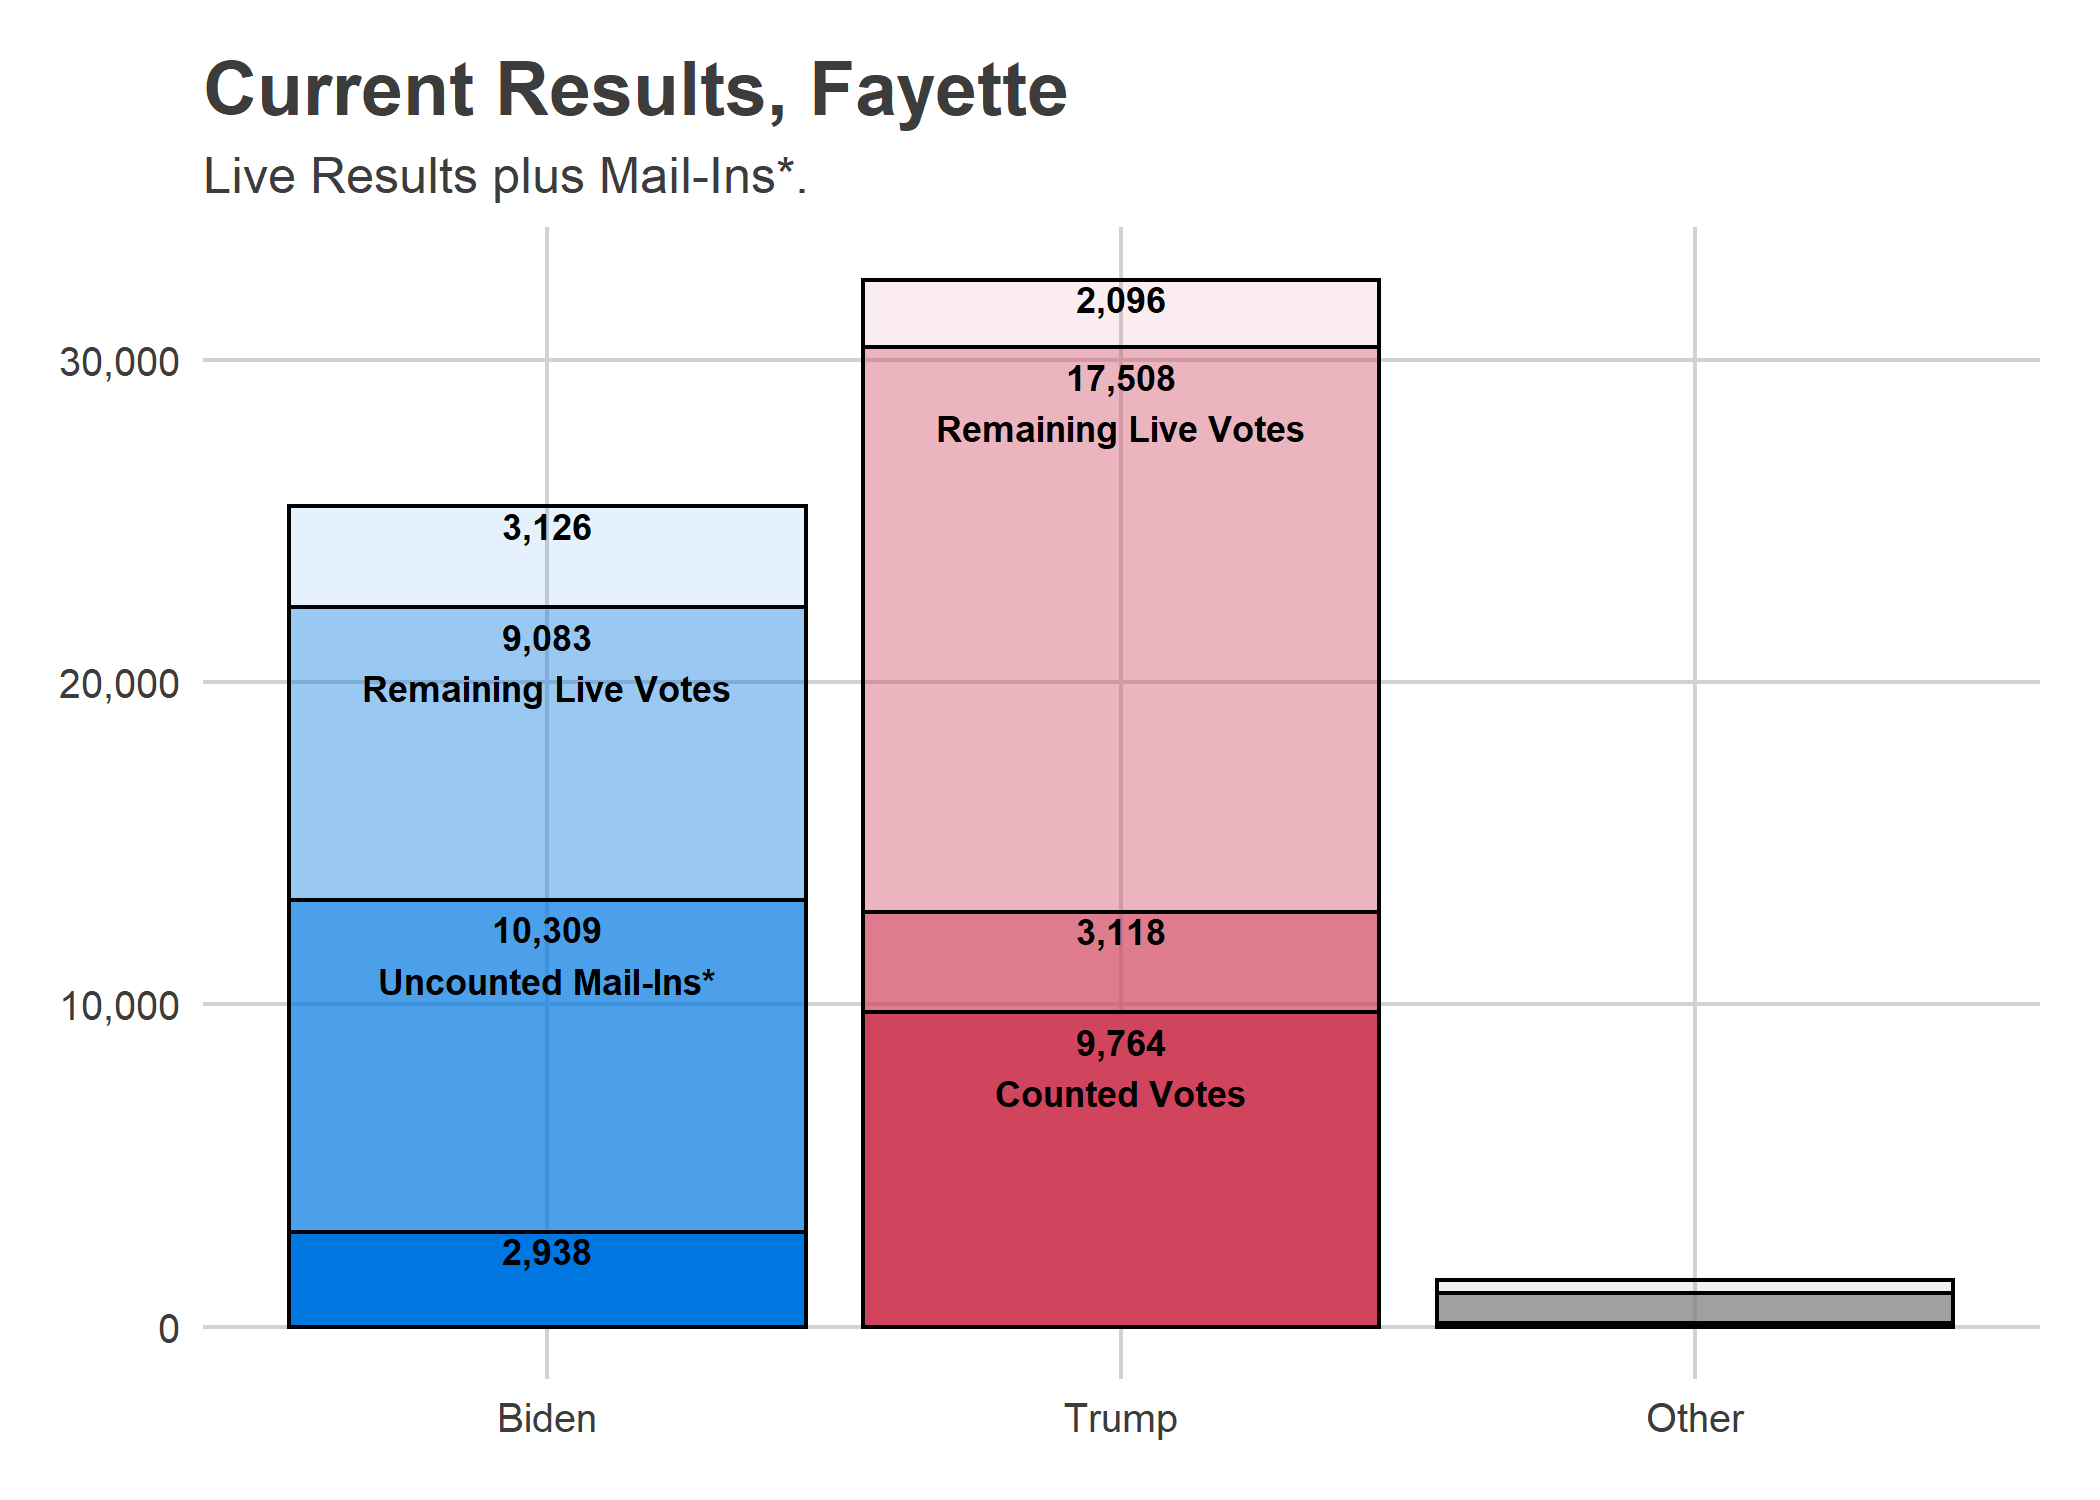 Current Results, Fayette
Live Results plus Mail-Ins*.
30,000
20,000
10,000
0
3,126
9,083
Remaining Live Votes
10,309
Uncounted Mail-Ins*
2,938
2,096
17,508
Remaining Live Votes
3,118
9,764
Counted Votes
Biden
Trump
Other